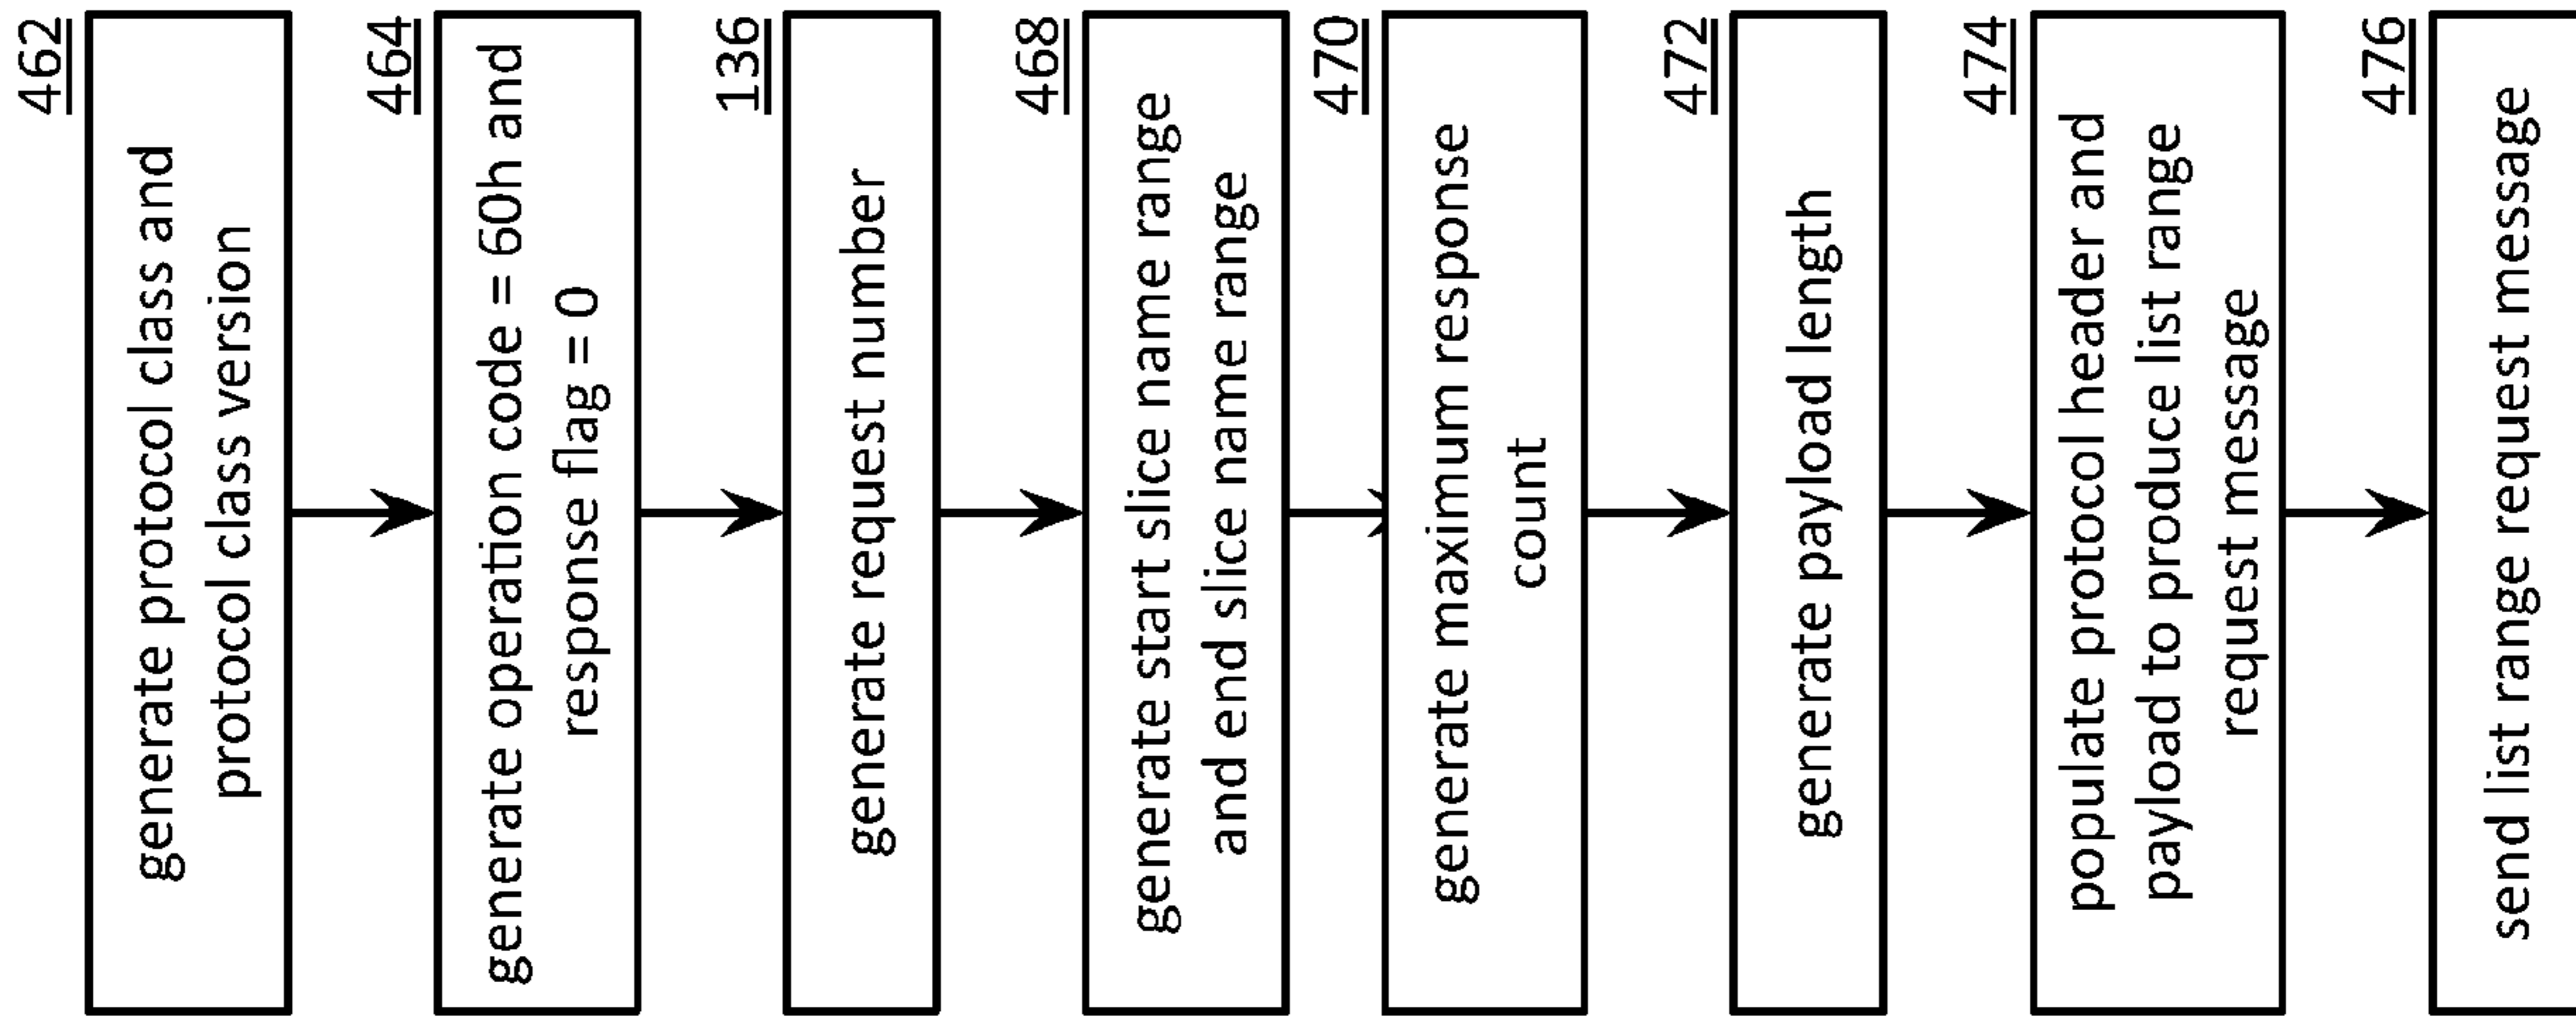 462
generate protocol class and
protocol class version
464
generate operation code = 60h and
response flag = 0
136
generate request number
468
generate start slice name range
and end slice name range
470
generate maximum response
count
472
generate payload length
474
populate protocol header and
payload to produce list range
request message
476
send list range request message